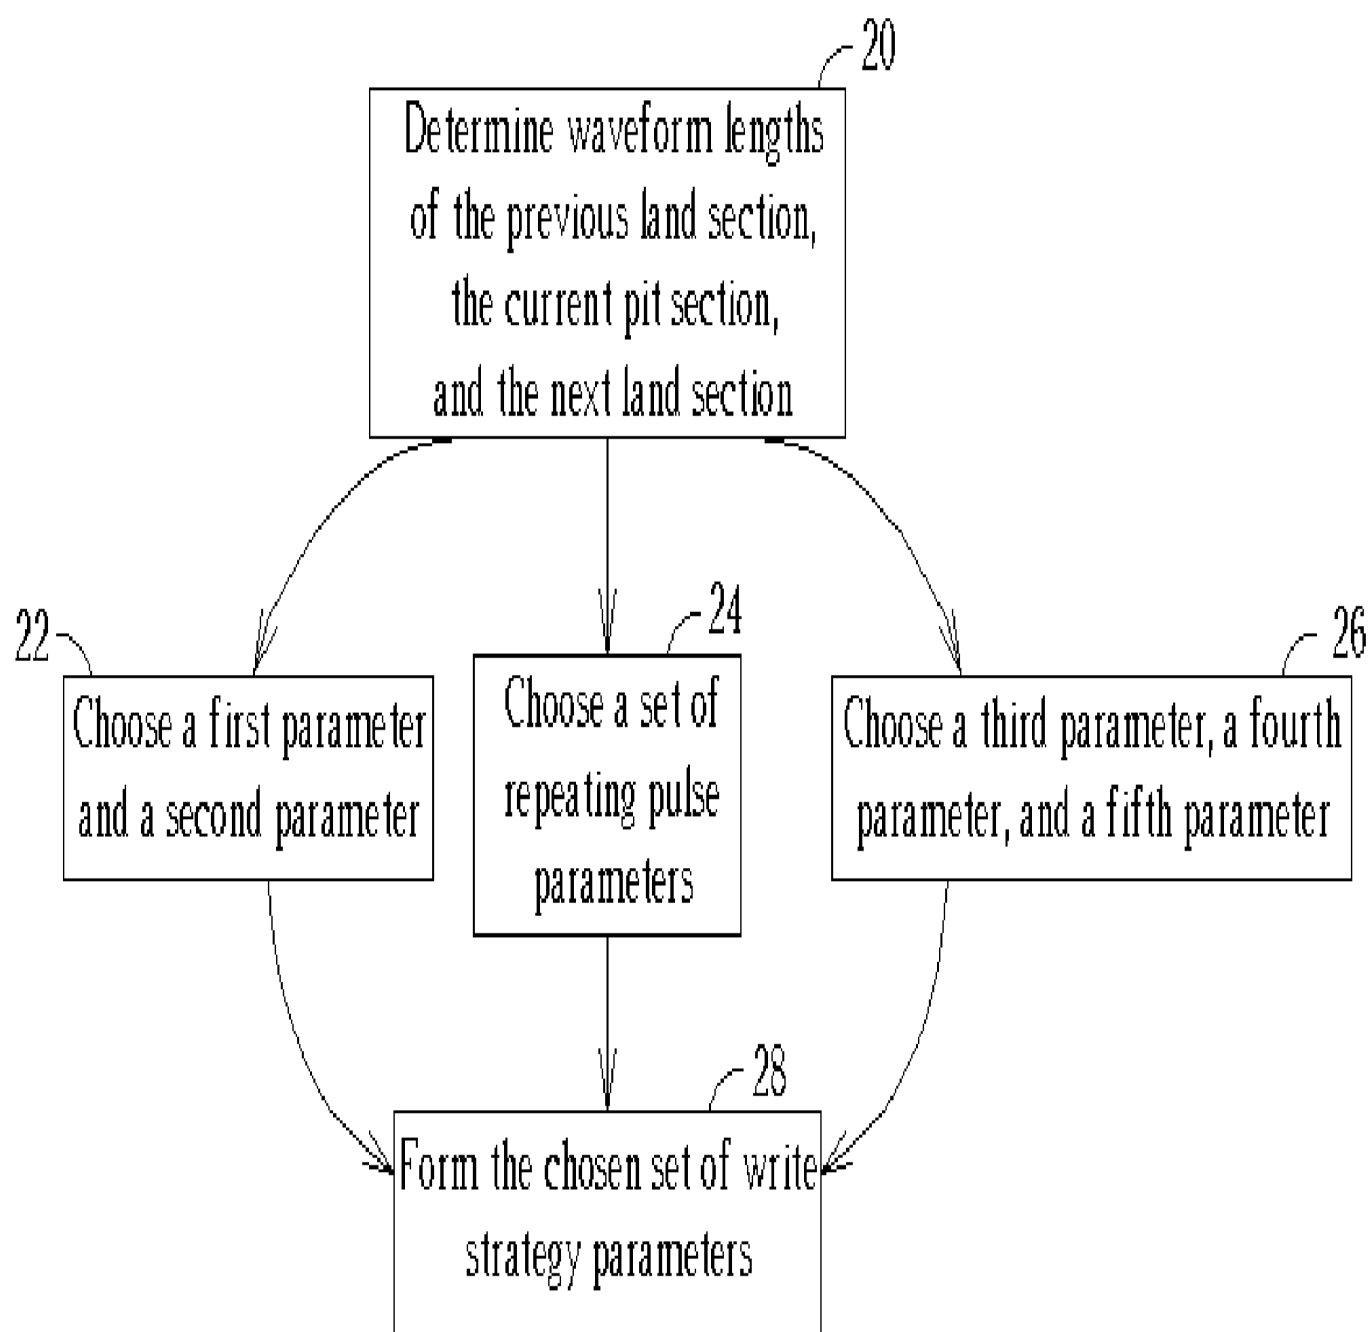 20
Determine waveform lengths
of the previous land section,
the current pit section,
and the next land section
22
Choose a first parameter
and a second parameter
24
Choose a set of
repeating pulse
parameters
26
Choose a third parameter, a fourth
parameter, and a fifth parameter
28
Form the chosen set of write
strategy parameters